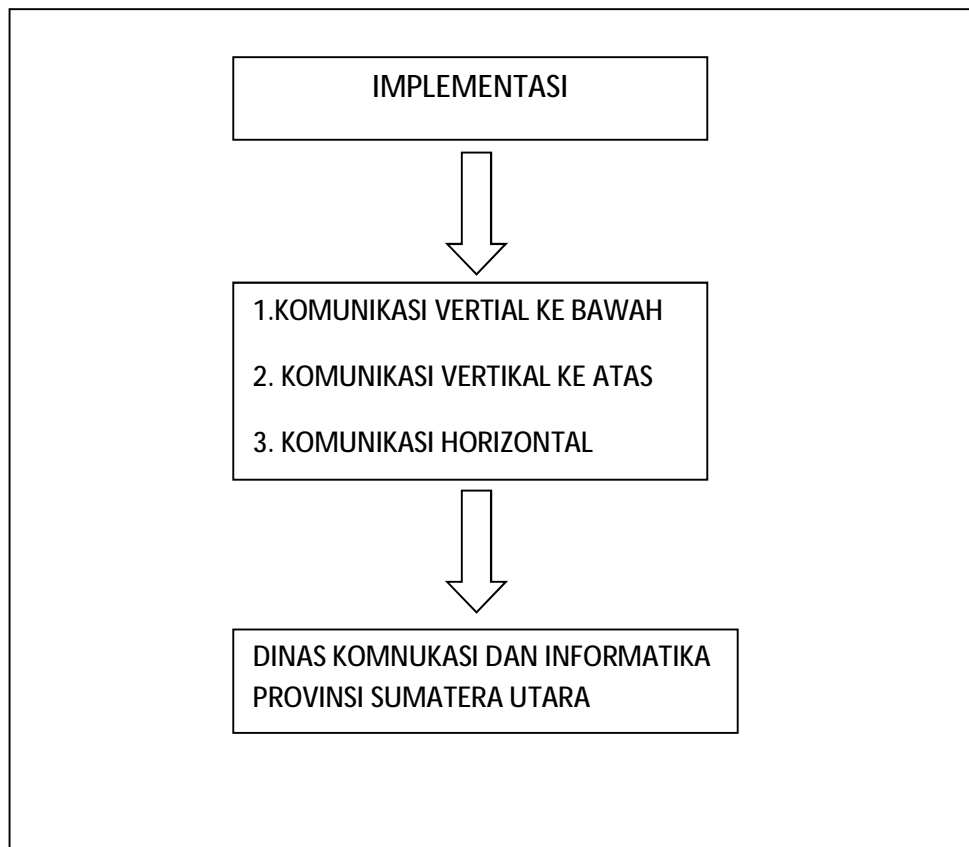 IMPLEMENTASI
1.KOMUNIKASI VERTIAL KE BAWAH
2. KOMUNIKASI VERTIKAL KE ATAS
3. KOMUNIKASI HORIZONTAL
DINAS KOMNUKASI DAN INFORMATIKA
PROVINSI SUMATERA UTARA